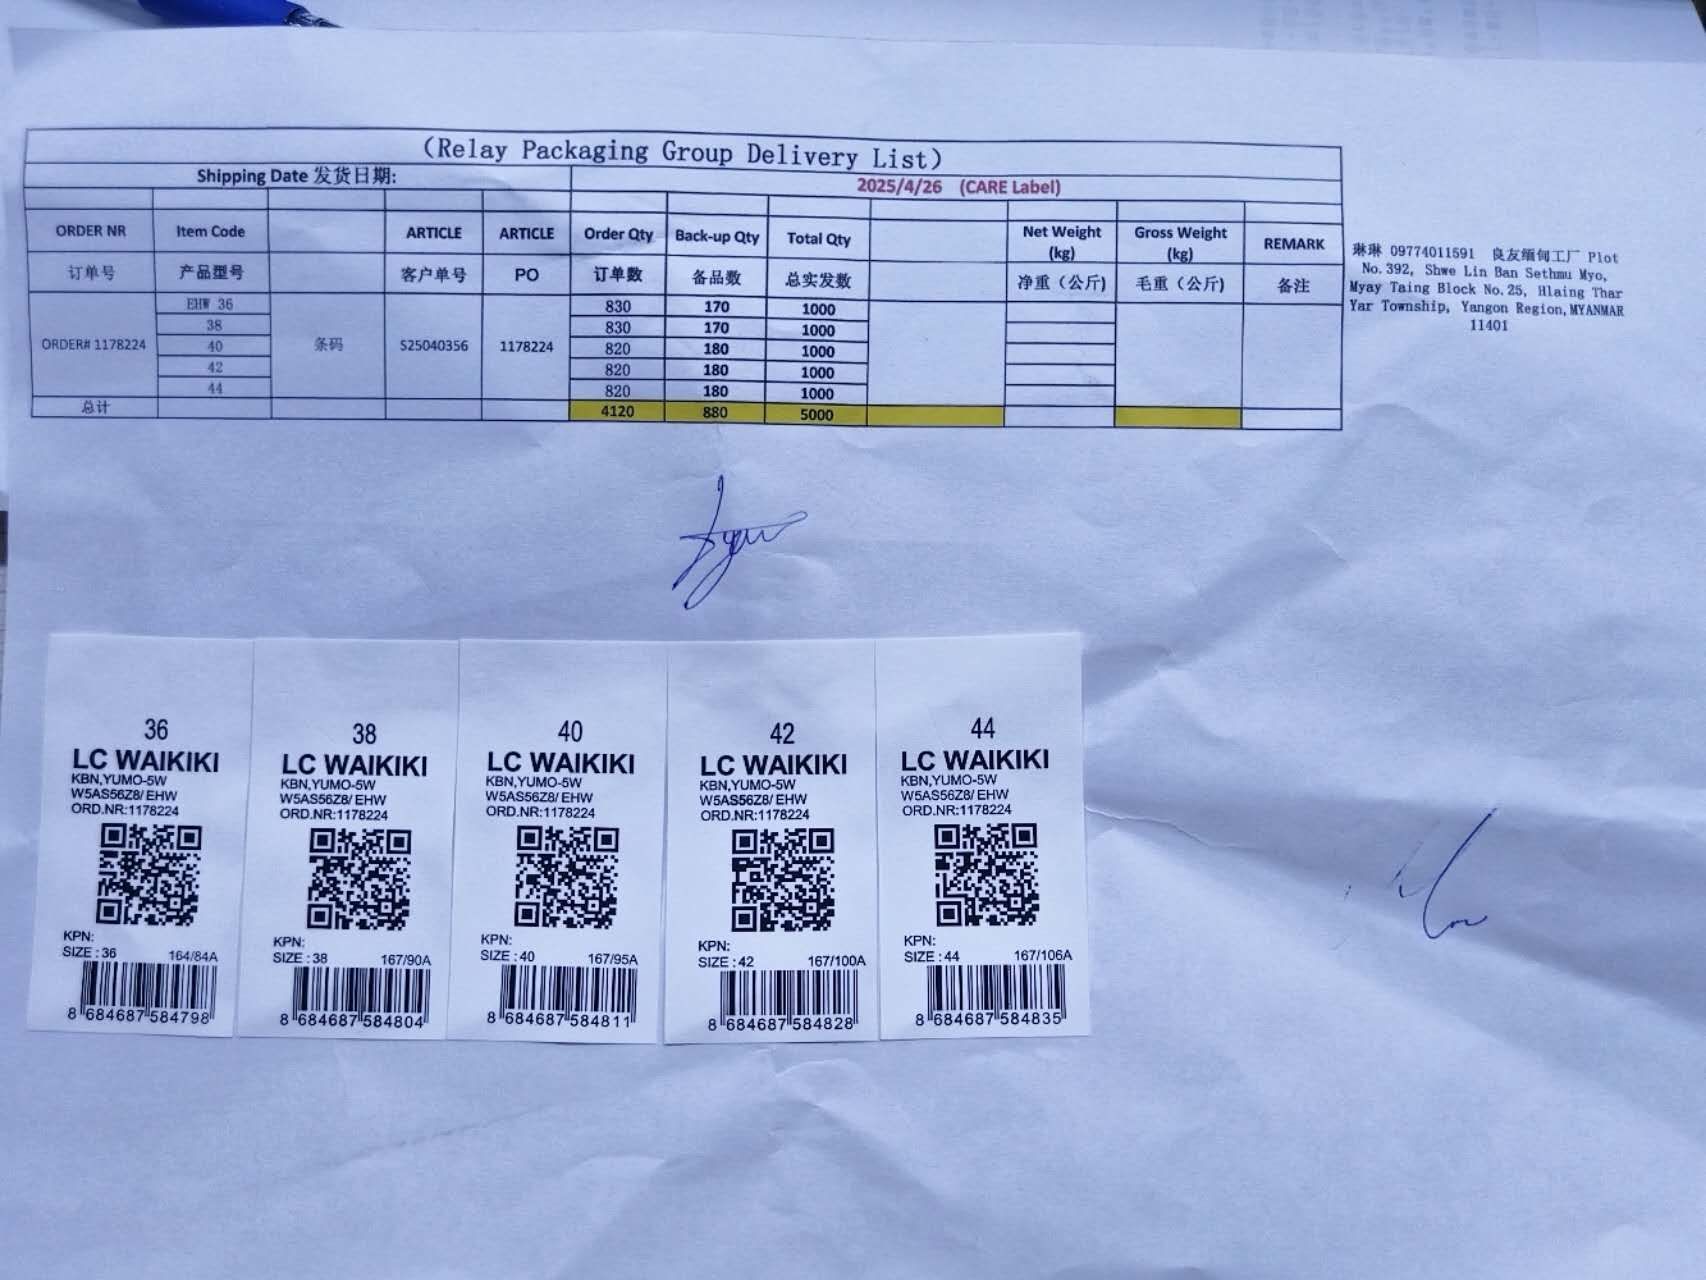 (Relay Packaging Group Delivery List)
Shipping Date 发货日期: 2025/4/26 (CARE Label)
ORDER NR Item Code ARTICLE ARTICLE Order Qty Back-up Qty Total Qty Net Weight (kg) Gross Weight (kg) REMARK
订单号 产品型号 客户单号 PO 订单数 备品数 总实发数 净重（公斤) 毛重（公斤) 备注
EHW 36 830 170 1000
38 830 170 1000
ORDER# 1178224 40 条码 S25040356 1178224 820 180 1000
42 820 180 1000
44 820 180 1000
总计 4120 880 5000
琳琳 09774011591 良友缅甸工厂 Plot
No.392, Shwe Lin Ban Sethmu Myo,
Myay Taing Block No.25, Hlaing Thar
Yar Township, Yangon Region,MYANMAR
11401
36
LC WAIKIKI
KBN,YUMO-5W
W5AS56Z8/ EHW
ORD.NR:1178224
KPN:
SIZE : 36 164/84A
8 684687 584798
38
LC WAIKIKI
KBN,YUMO-5W
W5AS56Z8/ EHW
ORD.NR:1178224
KPN:
SIZE : 38 167/90A
8 684687 584804
40
LC WAIKIKI
KBN,YUMO-5W
W5AS56Z8/ EHW
ORD.NR:1178224
KPN:
SIZE : 40 167/95A
8 684687 584811
42
LC WAIKIKI
KBN,YUMO-5W
W5AS56Z8/ EHW
ORD.NR:1178224
KPN:
SIZE : 42 167/100A
8 684687 584828
44
LC WAIKIKI
KBN,YUMO-5W
W5AS56Z8/ EHW
ORD.NR:1178224
KPN:
SIZE : 44 167/106A
8 684687 584835